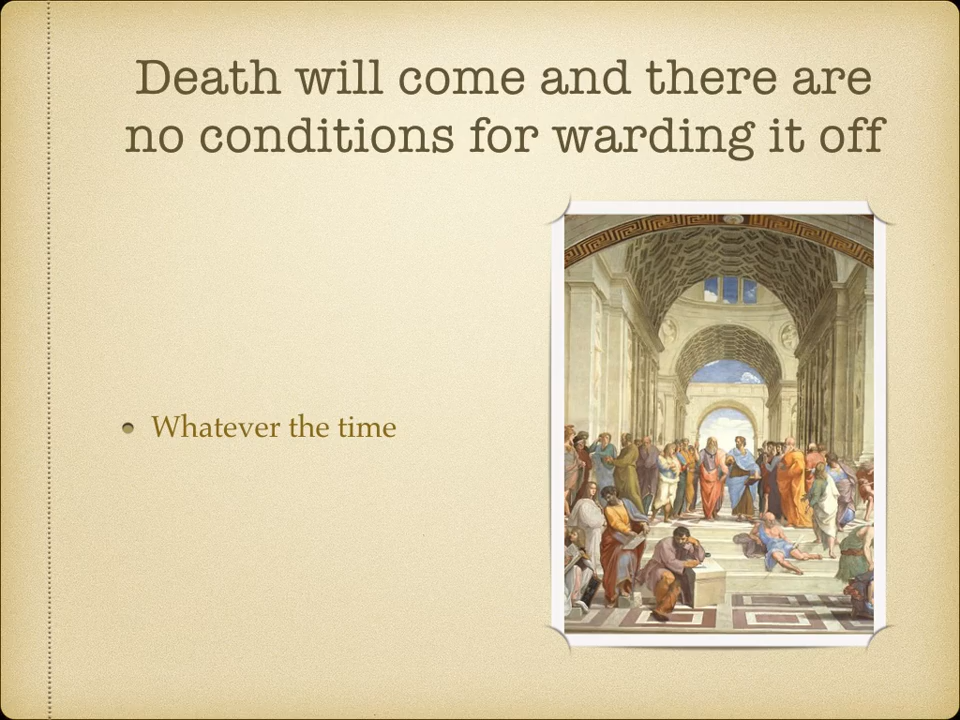 Death will come and there are
no conditions for warding it off
Whatever the time